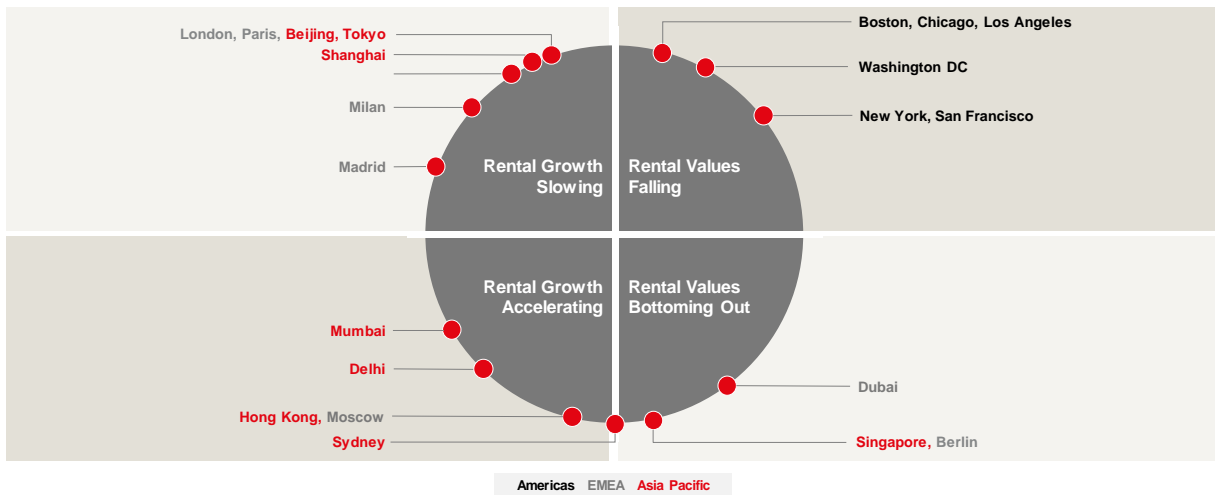 London, Paris, Beijing, Tokyo
Shanghai
Milan
Madrid
Rental Growth
Slowing
Boston, Chicago, Los Angeles
Washington DC
New York, San Francisco
Rental Values
Falling
Rental Growth
Accelerating
Mumbai
Delhi
Hong Kong, Moscow
Sydney
Rental Values
Bottoming Out
Dubai
Singapore, Berlin
Americas EMEA Asia Pacific